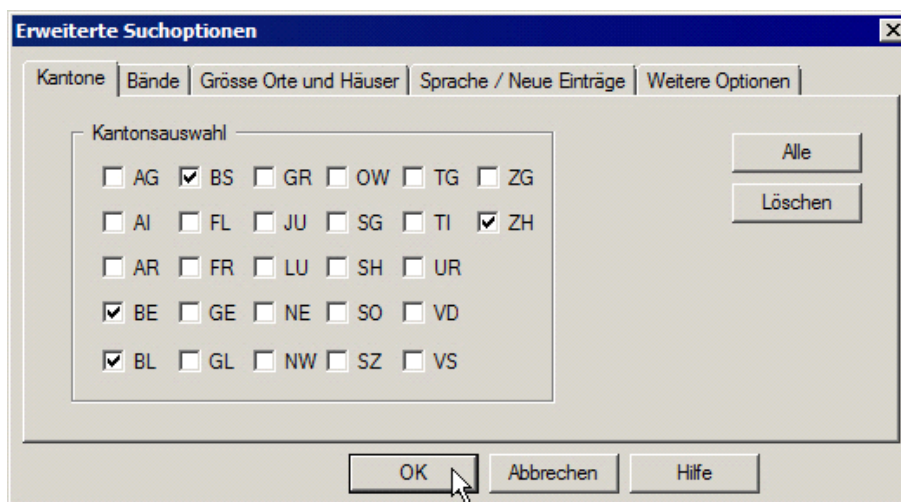 Erweiterte Suchoptionen
Kantone Bände Grösse Orte und Häuser Sprache / Neue Einträge Weitere Optionen
Kantonsauswahl
AG BS GR OW TG ZG
AI FL JU SG TI ZH
AR FR LU SH UR
BE GE NE SO VD
BL GL NW SZ VS
Alle
Löschen
OK Abbrechen Hilfe